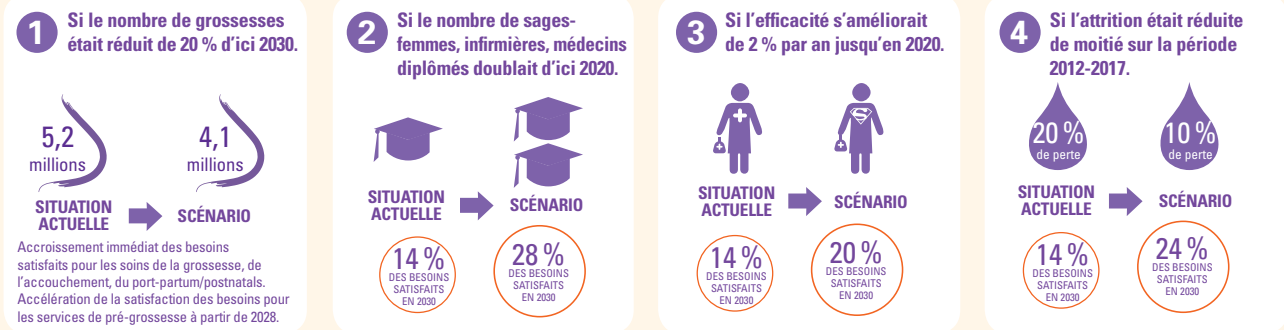 1
Si le nombre de grossesses
était réduit de 20 % d'ici 2030.
5,2
millions
4,1
millions
SITUATION
ACTUELLE
SCÉNARIO
Accroissement immédiat des besoins
satisfaits pour les soins de la grossesse, de
l'accouchement, du port-partum/postnatals.
Accélération de la satisfaction des besoins pour
les services de pré-grossesse à partir de 2028.
2
Si le nombre de sages-
femmes, infirmières, médecins
diplômés doublait d'ici 2020.
SITUATION
ACTUELLE
SCÉNARIO
14 %
DES BESOINS
SATISFAITS
EN 2030
28 %
DES BESOINS
SATISFAITS
EN 2030
3
Si l'efficacité s'améliorait
de 2 % par an jusqu'en 2020.
S
SITUATION
ACTUELLE
SCÉNARIO
14 %
DES BESOINS
SATISFAITS
EN 2030
20 %
DES BESOINS
SATISFAITS
EN 2030
4
Si l'attrition était réduite
de moitié sur la période
2012-2017.
20 %
de perte
10 %
de perte
SITUATION
ACTUELLE
SCÉNARIO
14 %
DES BESOINS
SATISFAITS
EN 2030
24 %
DES BESOINS
SATISFAITS
EN 2030